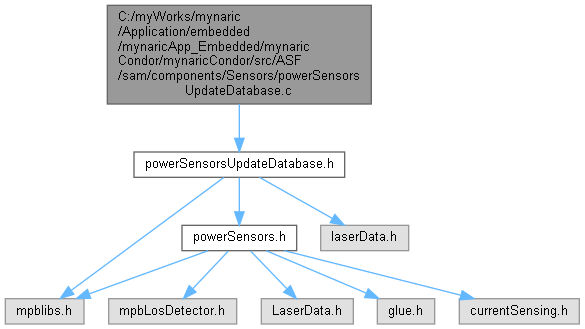 C:/myWorks/mynaric
/Application/embedded
/mynaricApp_Embedded/mynaric
Condor/mynaricCondor/src/ASF
/sam/components/Sensors/powerSensors
UpdateDatabase.c
powerSensorsUpdateDatabase.h
powerSensors.h
laserData.h
mpblibs.h
mpbLosDetector.h
LaserData.h
glue.h
currentSensing.h